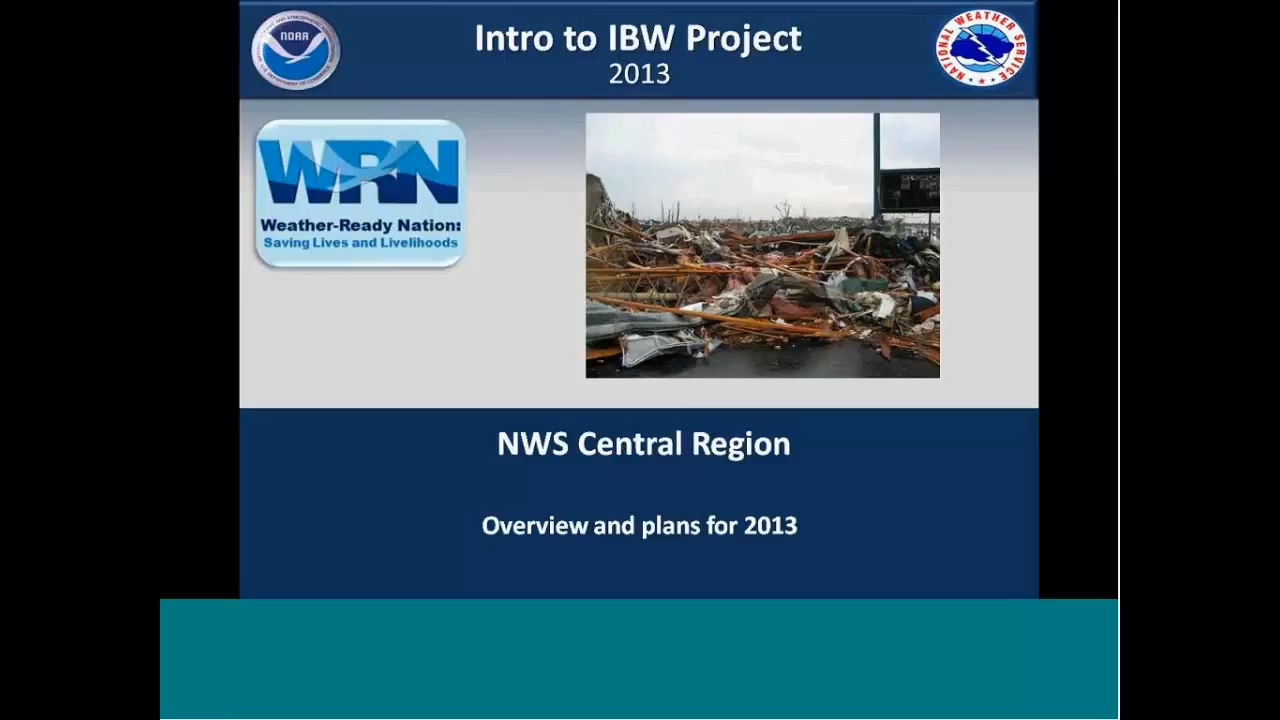 Intro to IBW Project
2013
NOAA
NATIONAL WEATHER SERVICE
WRN
Weather-Ready Nation:
Saving Lives and Livelihoods
NWS Central Region
Overview and plans for 2013